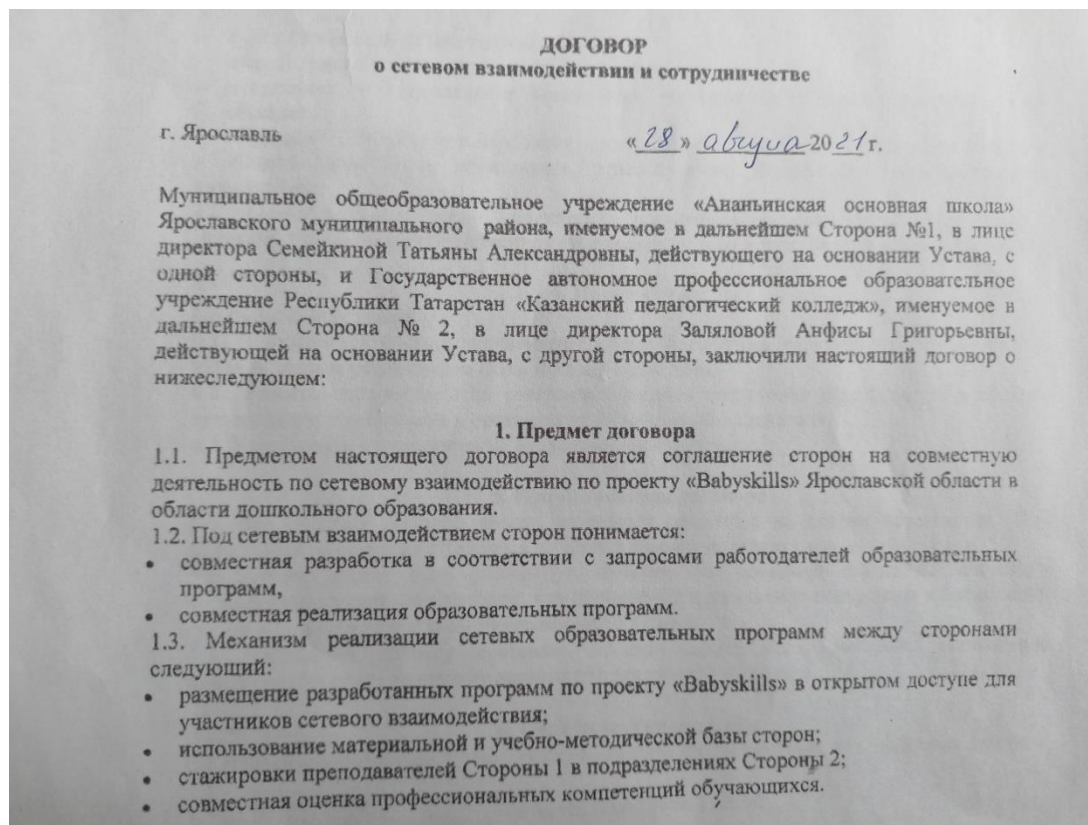 ДОГОВОР
о сетевом взаимодействии и сотрудничестве
г. Ярославль «28» августа 2021 г.
Муниципальное общеобразовательное учреждение «Ананьинская основная школа»
Ярославского муниципального района, именуемое в дальнейшем Сторона №1, в лице
директора Семейкиной Татьяны Александровны, действующего на основании Устава, с
одной стороны, и Государственное автономное профессиональное образовательное
учреждение Республики Татарстан «Казанский педагогический колледж», именуемое в
дальнейшем Сторона № 2, в лице директора Заляловой Анфисы Григорьевны,
действующей на основании Устава, с другой стороны, заключили настоящий договор о
нижеследующем:
1. Предмет договора
1.1. Предметом настоящего договора является соглашение сторон на совместную
деятельность по сетевому взаимодействию по проекту «Babyskills» Ярославской области в
области дошкольного образования.
1.2. Под сетевым взаимодействием сторон понимается:
• совместная разработка в соответствии с запросами работодателей образовательных
программ,
• совместная реализация образовательных программ.
1.3. Механизм реализации сетевых образовательных программ между сторонами
следующий:
• размещение разработанных программ по проекту «Babyskills» в открытом доступе для
участников сетевого взаимодействия;
• использование материальной и учебно-методической базы сторон;
• стажировки преподавателей Стороны 1 в подразделениях Стороны 2;
• совместная оценка профессиональных компетенций обучающихся.